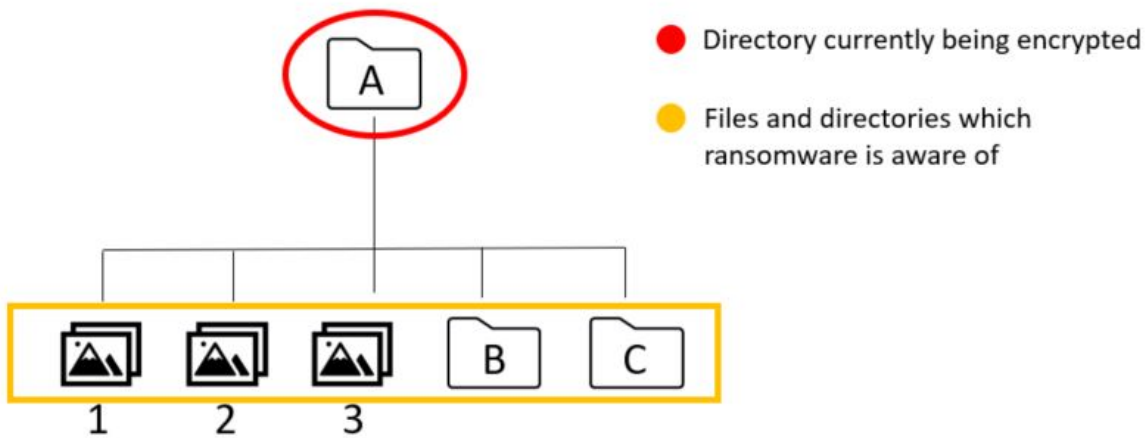 A
Directory currently being encrypted
Files and directories which
ransomware is aware of
B
C
1
2
3